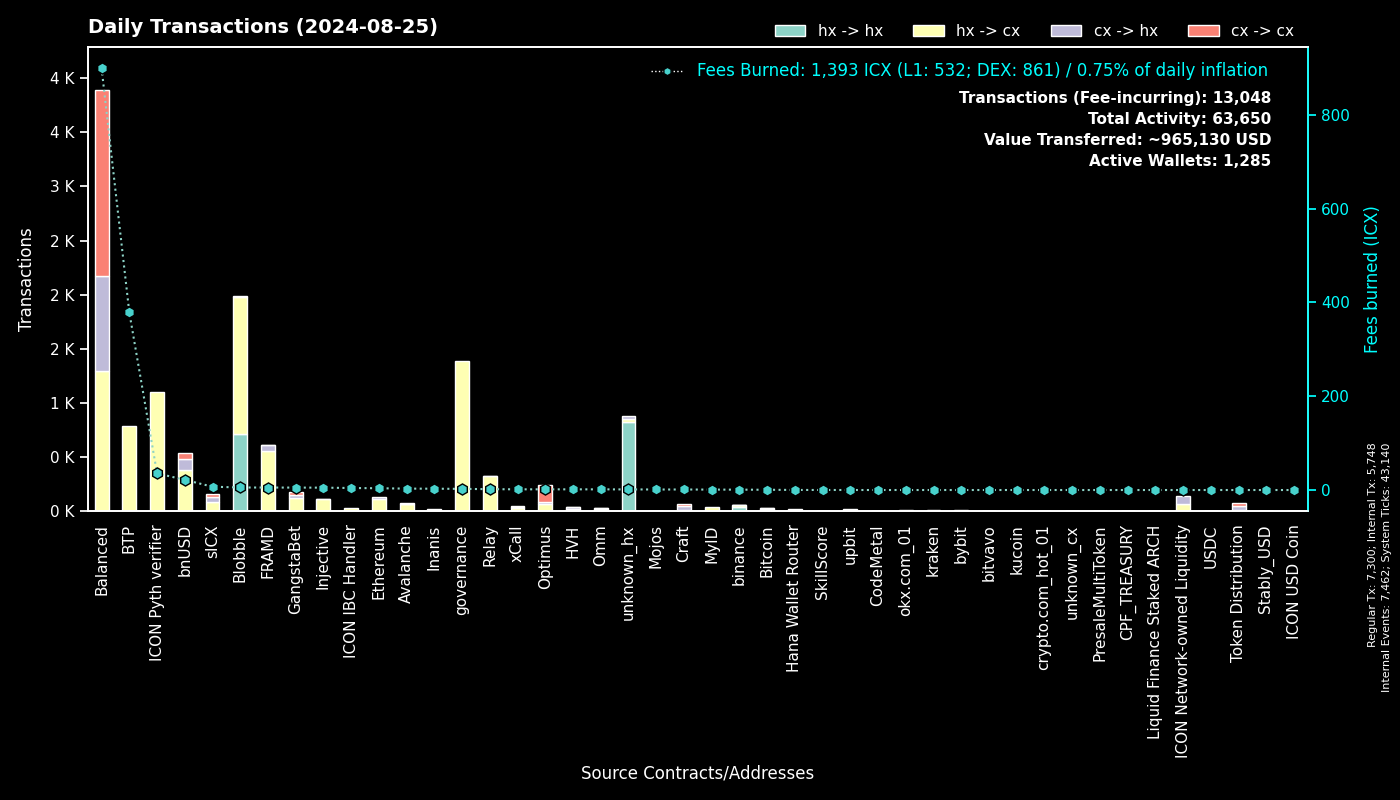 Daily Transactions (2024-08-25)
hx -> hx
hx -> cx
cx -> hx
cx -> cx
Fees Burned: 1,393 ICX (L1: 532; DEX: 861) / 0.75% of daily inflation
Transactions (Fee-incurring): 13,048
Total Activity: 63,650
Value Transferred: ~965,130 USD
Active Wallets: 1,285
Transactions
4 K
4 K
3 K
2 K
2 K
2 K
1 K
0 K
0 K
800
600
400
200
0
Fees burned (ICX)
Balanced
BTP
ICON Pyth verifier
bnUSD
sICX
Blobble
FRAMD
GangstaBet
Injective
ICON IBC Handler
Ethereum
Avalanche
Inanis
governance
Relay
xCall
Optimus
HVH
Omm
unknown_hx
Mojos
Craft
MyID
binance
Bitcoin
Hana Wallet Router
SkillScore
upbit
CodeMetal
okx.com_01
kraken
bybit
bitvavo
kucoin
crypto.com_hot_01
unknown_cx
PresaleMultiToken
CPF_TREASURY
Liquid Finance Staked ARCH
ICON Network-owned Liquidity
USDC
Token Distribution
Stably_USD
ICON USD Coin
Source Contracts/Addresses
Regular Tx: 7,300; Internal Tx: 5,748
Internal Events: 7,462; System Ticks: 43,140